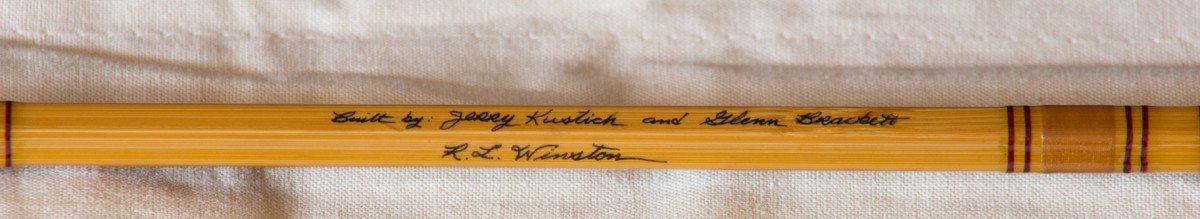 Built by: Jerry Kustich and Glenn Brackett
R.L. Winston